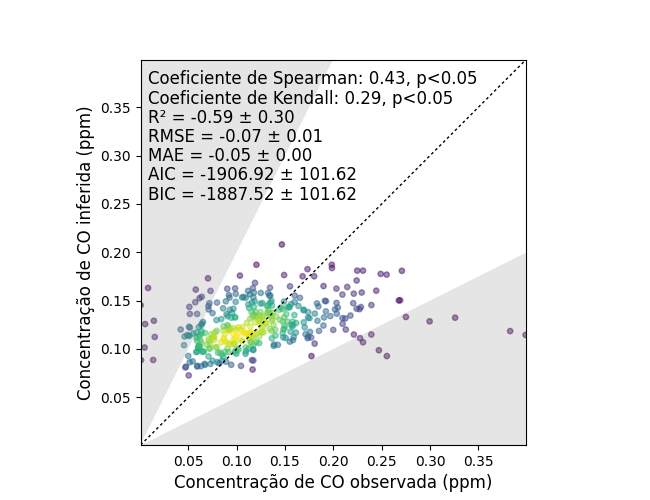 Coeficiente de Spearman: 0.43, p<0.05
Coeficiente de Kendall: 0.29, p<0.05
R² = -0.59 ± 0.30
RMSE = -0.07 ± 0.01
MAE = -0.05 ± 0.00
AIC = -1906.92 ± 101.62
BIC = -1887.52 ± 101.62
Concentração de CO inferida (ppm)
0.35
0.30
0.25
0.20
0.15
0.10
0.05
0.05 0.10 0.15 0.20 0.25 0.30 0.35
Concentração de CO observada (ppm)